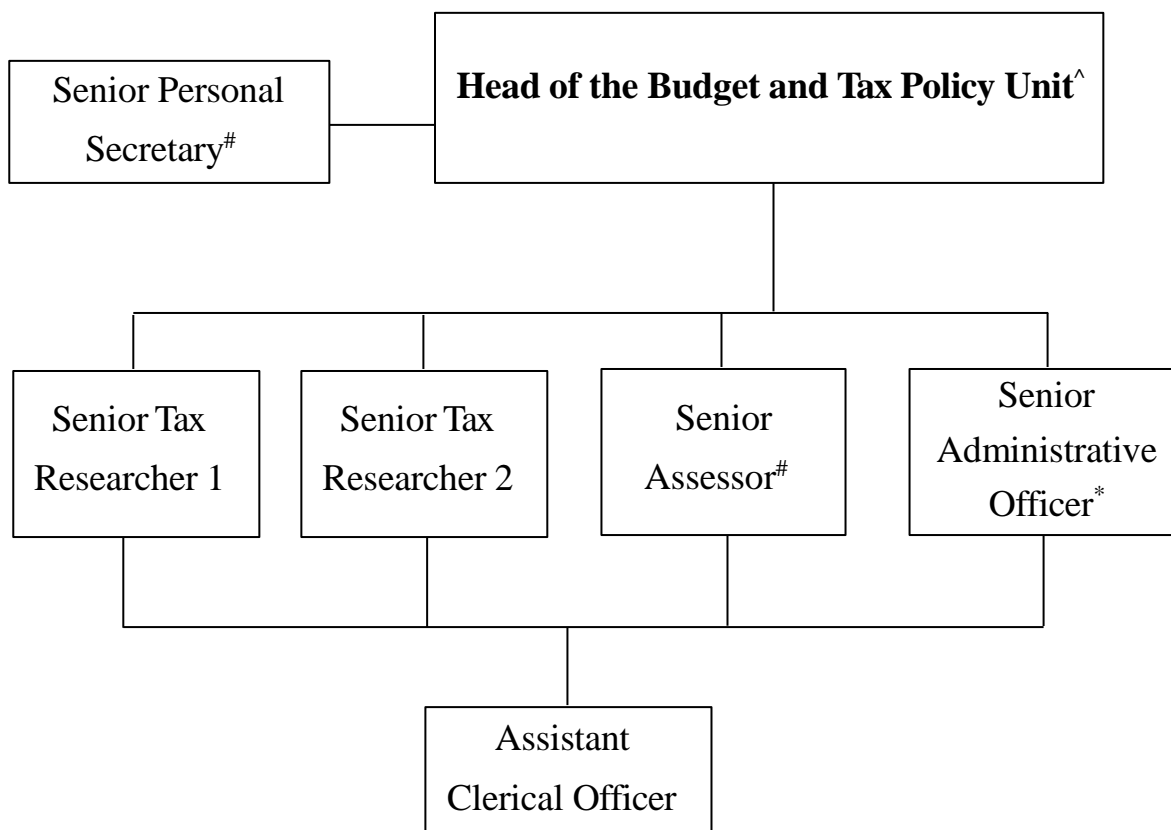 Senior Personal
Secretary#
Head of the Budget and Tax Policy Unit^
Senior Tax
Researcher 1
Senior Tax
Researcher 2
Senior
Assessor#
Senior
Administrative
Officer*
Assistant
Clerical Officer